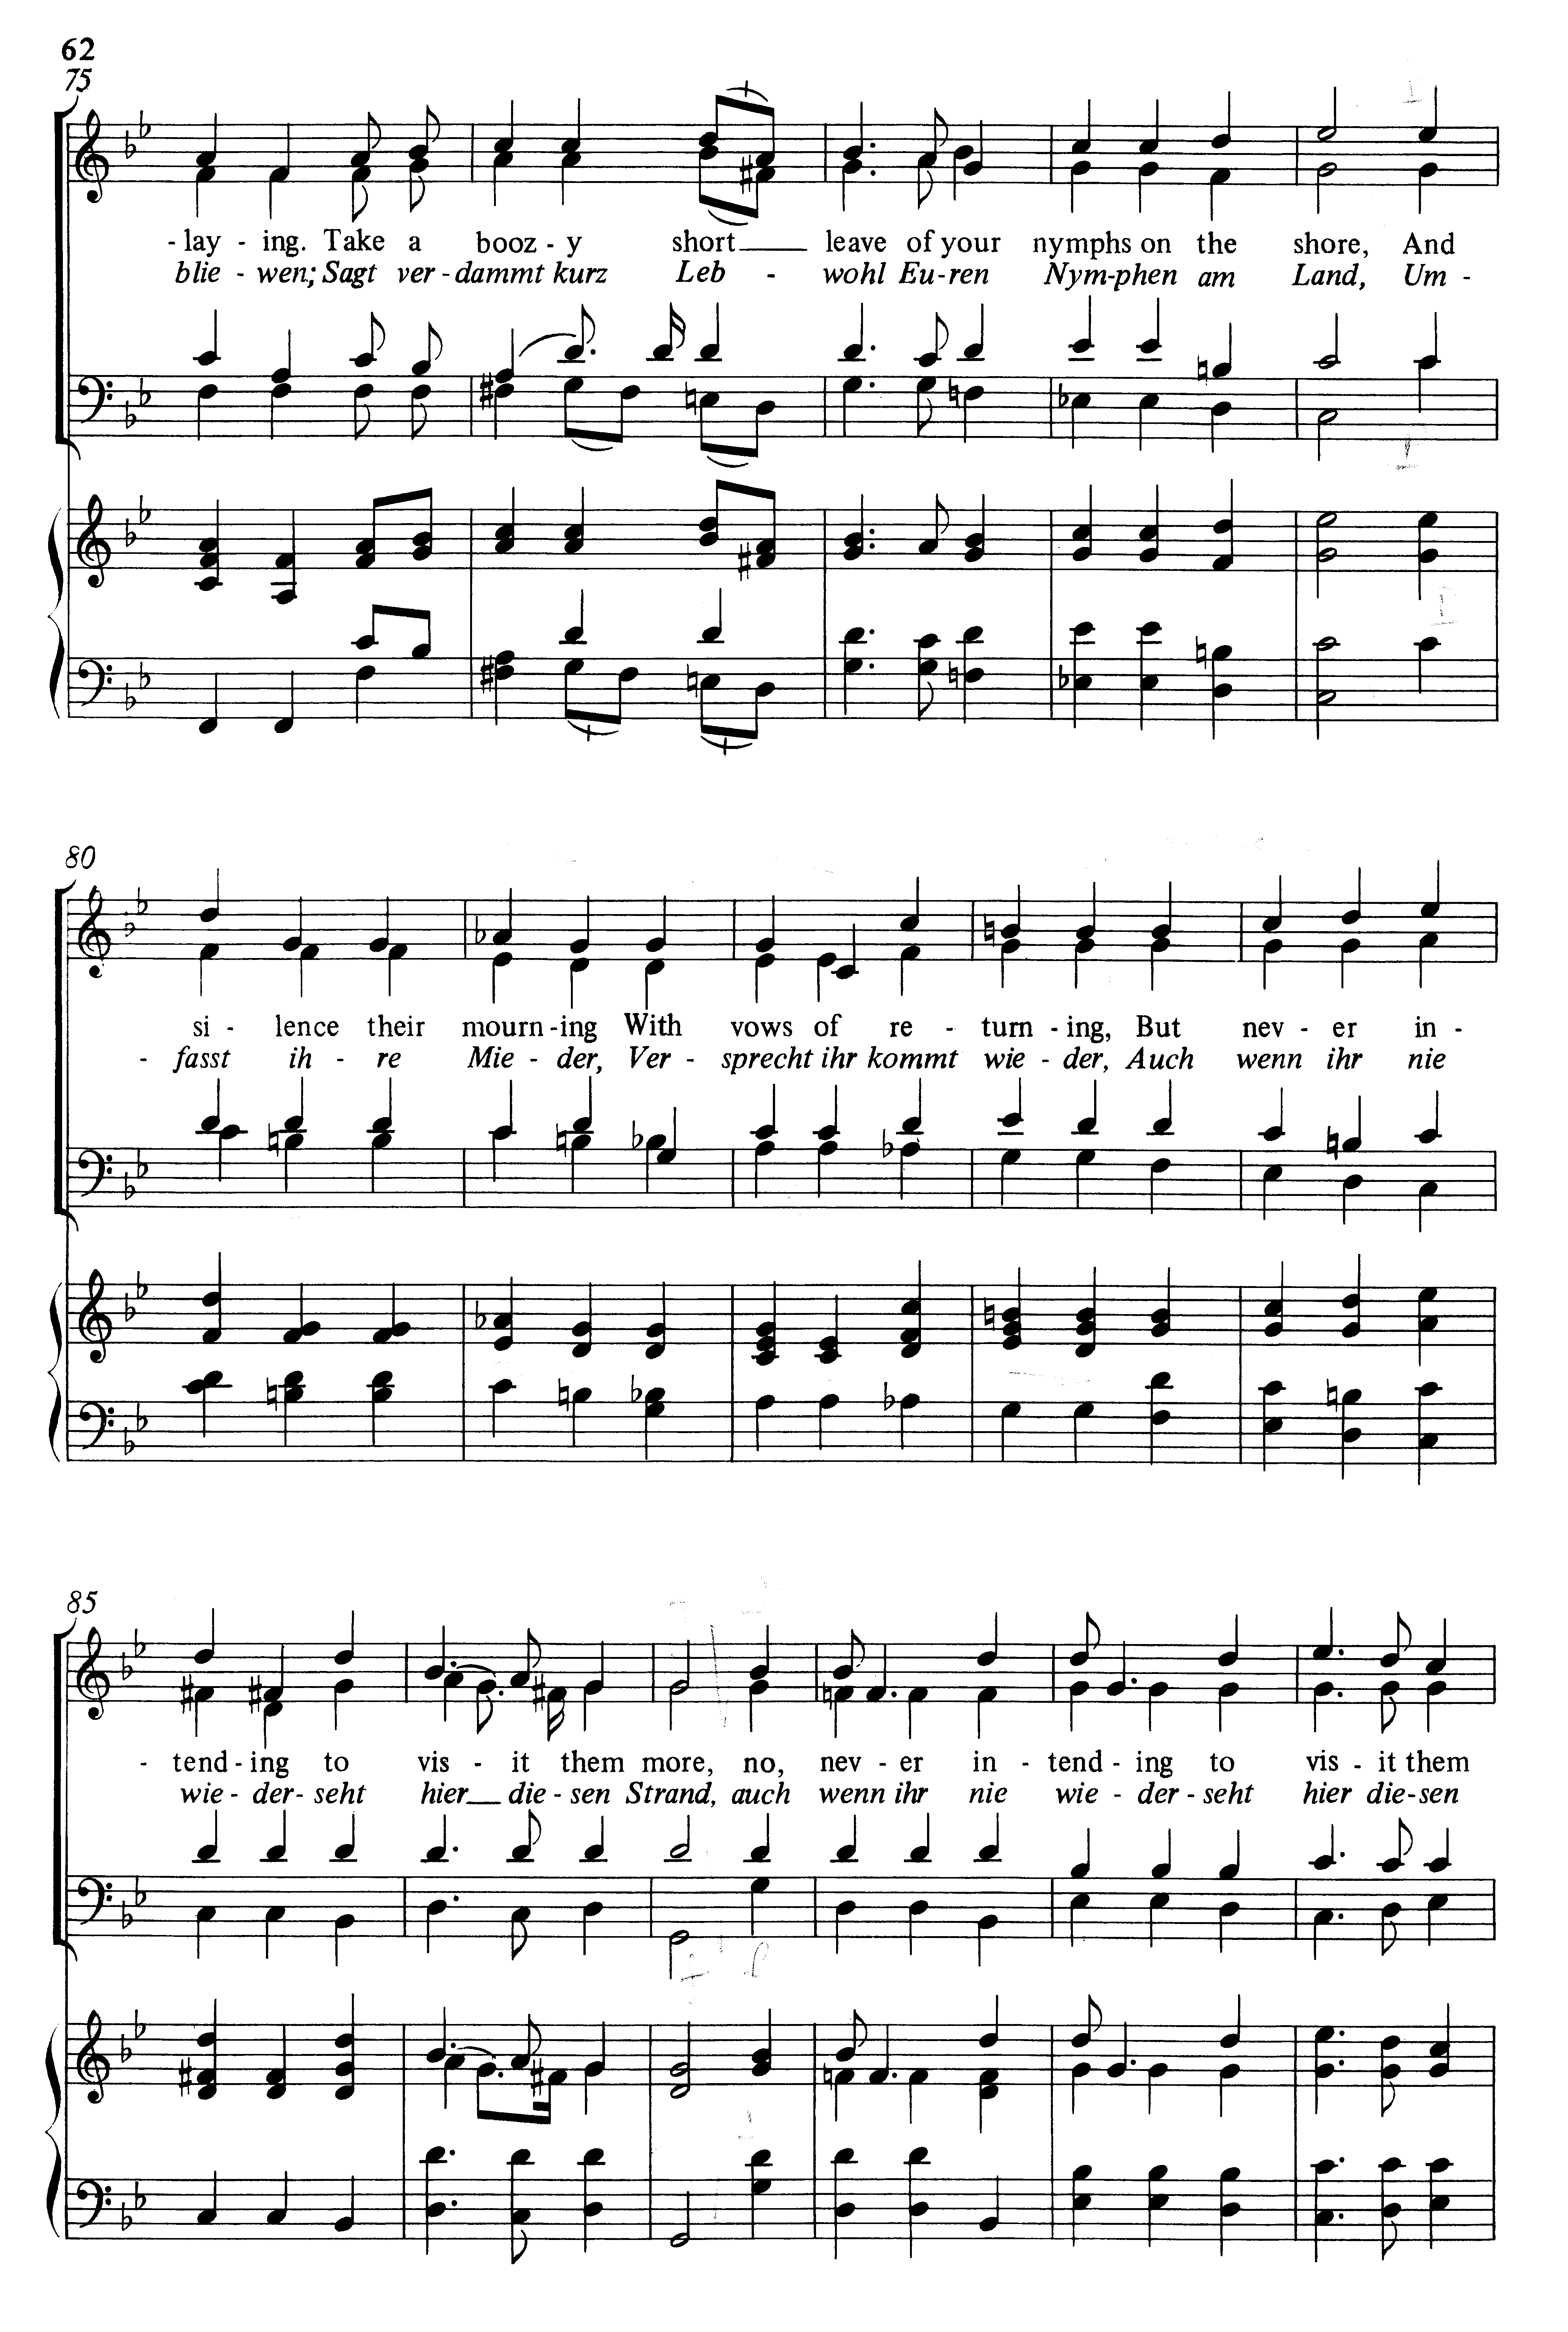 62
75
- lay - ing. Take a booz - y short leave of your nymphs on the shore, And
blie - wen; Sagt ver - dammt kurz Leb - wohl Eu - ren Nym - phen am Land, Um -
80
si - lence their mourn - ing With vows of re - turn - ing, But nev - er in -
- fasst ih - re Mie - der, Ver - sprecht ihr kommt wie - der, Auch wenn ihr nie
85
- tend - ing to vis - it them more, no, nev - er in - tend - ing to vis - it them
wie - der - seht hier die - sen Strand, auch wenn ihr nie wie - der - seht hier die - sen